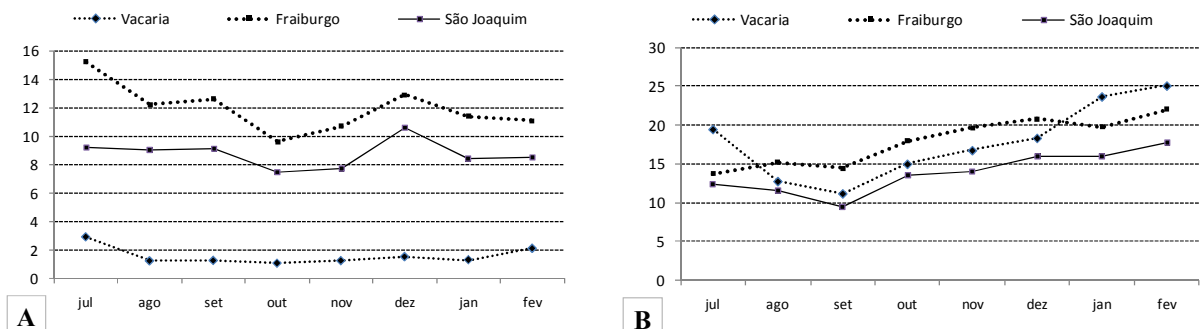 Vacaria Fraiburgo São Joaquim
16
14
12
10
8
6
4
2
0
jul ago set out nov dez jan fev
A
Vacaria Fraiburgo São Joaquim
30
25
20
15
10
5
0
jul ago set out nov dez jan fev
B